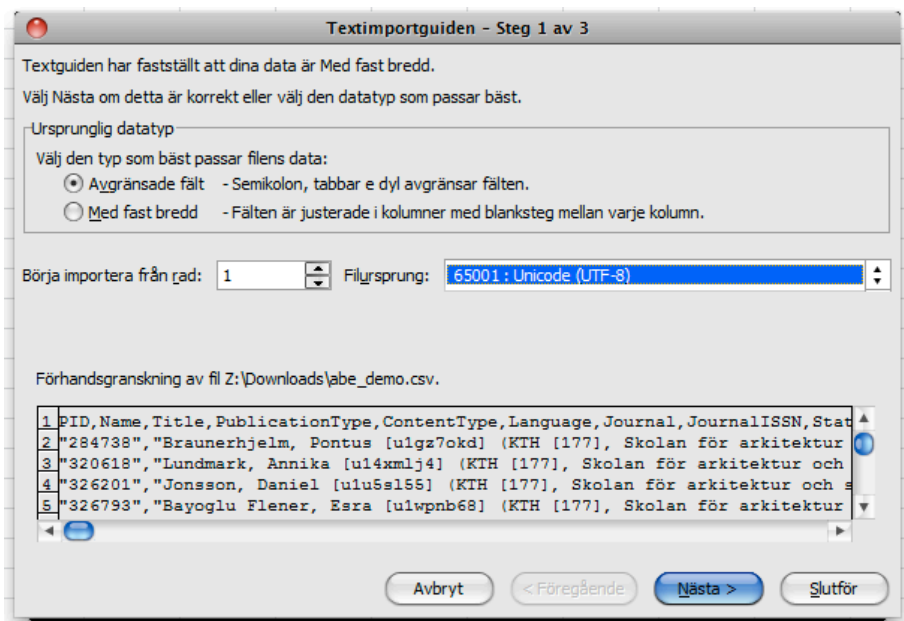 Textimportguiden – Steg 1 av 3
Textguiden har fastställt att dina data är Med fast bredd.
Välj Nästa om detta är korrekt eller välj den datatyp som passar bäst.
Ursprunglig datatyp
Välj den typ som bäst passar filens data:
Avgränsade fält - Semikolon, tabbar e dyl avgränsar fälten.
Med fast bredd - Fälten är justerade i kolumner med blanksteg mellan varje kolumn.
Börja importera från rad: 1 Filursprung: 65001 : Unicode (UTF-8)
Förhandsgranskning av fil Z:\Downloads\abe_demo.csv.
1 PID,Name,Title,PublicationType,ContentType,Language,Journal,JournalISSN,Stat
2 "284738","Braunerhjelm, Pontus [u1gz7okd] (KTH [177], Skolan för arkitektur
3 "320618","Lundmark, Annika [u14xmlj4] (KTH [177], Skolan för arkitektur och
4 "326201","Jonsson, Daniel [u1u5sl55] (KTH [177], Skolan för arkitektur och s
5 "326793","Bayoglu Flener, Esra [u1wpnb68] (KTH [177], Skolan för arkitektur
Avbryt < Föregående Nästa > Slutför